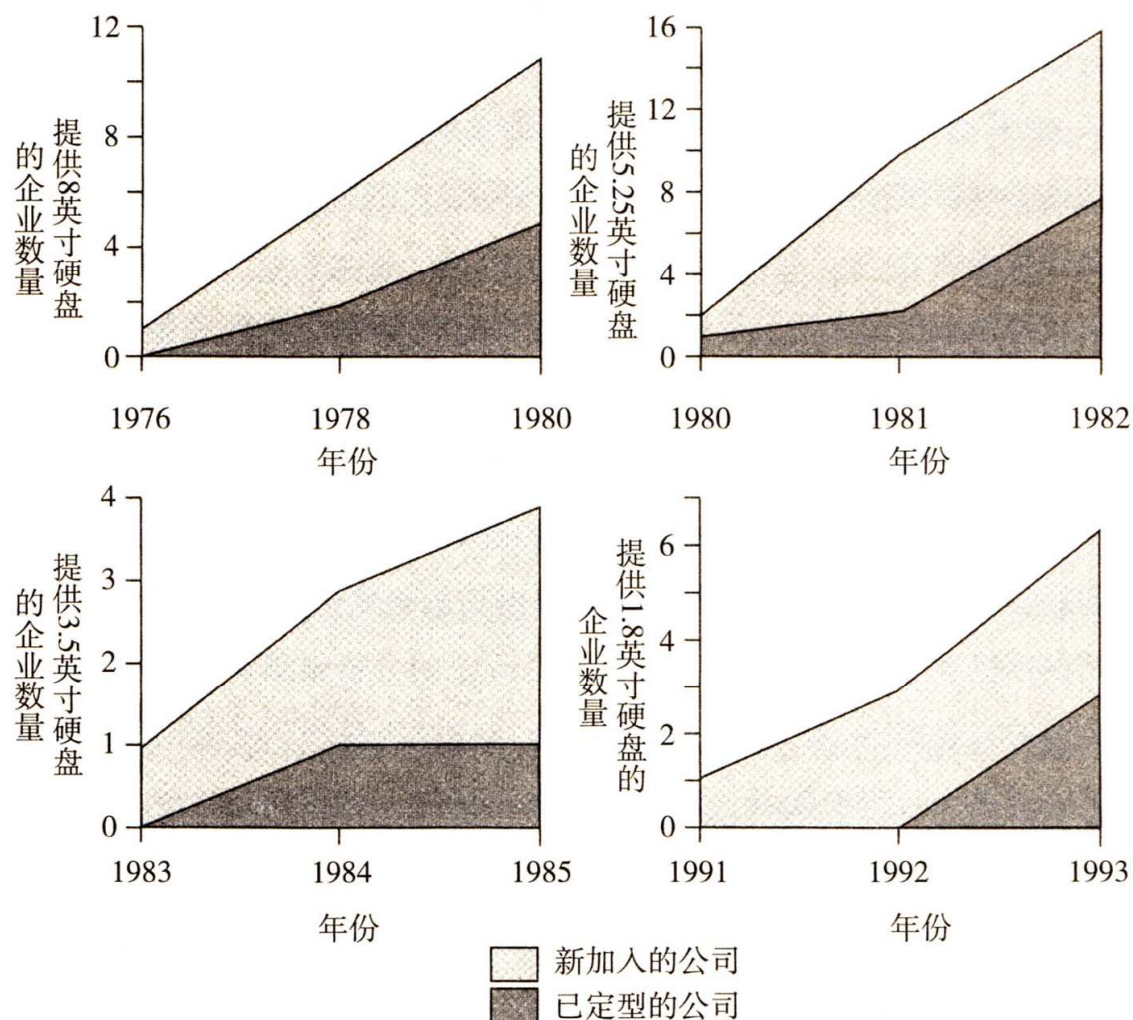 12
8
4
0
提供8英寸硬盘
的企业数量
1976
1978
1980
年份
16
12
8
4
0
提供5.25英寸硬盘
的企业数量
1980
1981
1982
年份
4
3
2
1
0
提供3.5英寸硬盘
的企业数量
1983
1984
1985
年份
6
4
2
0
提供1.8英寸硬盘的
企业数量
1991
1992
1993
年份
新加入的公司
已定型的公司